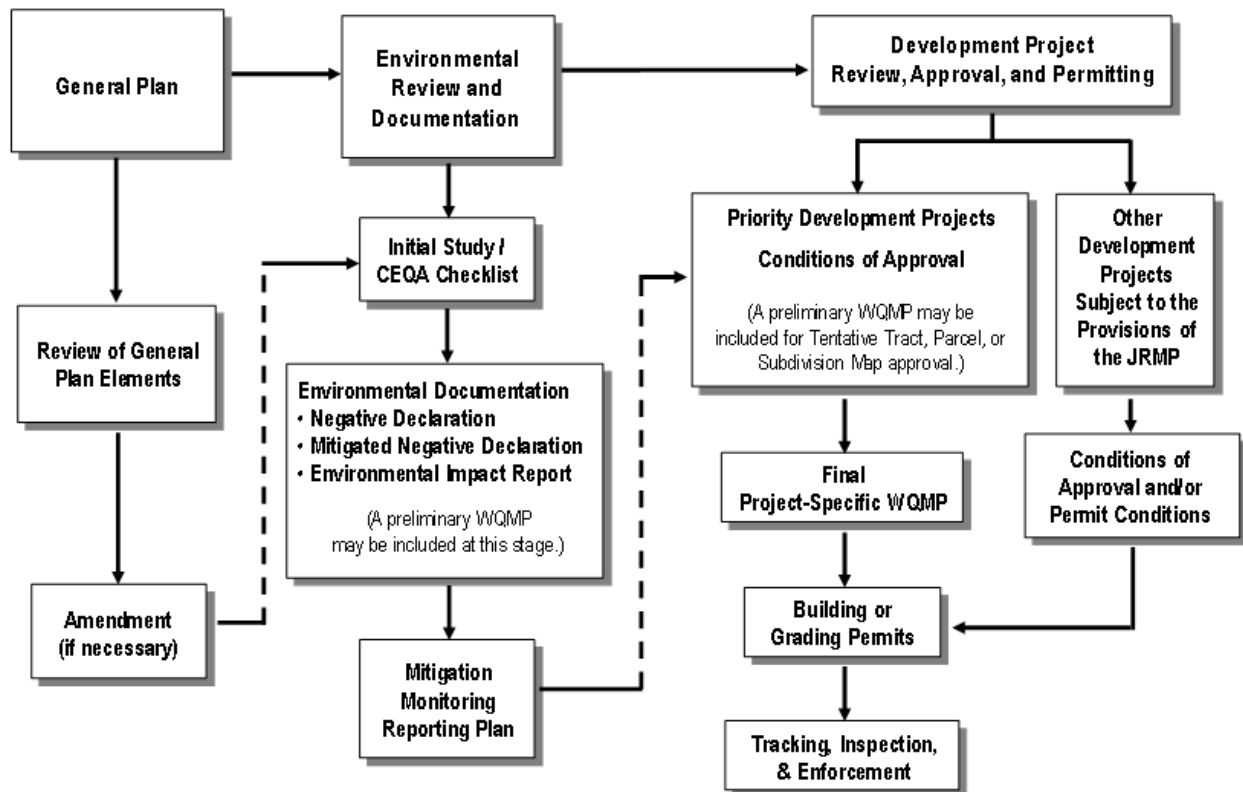 General Plan
Environmental
Review and
Documentation
Development Project
Review, Approval, and Permitting
Initial Study /
CEQA Checklist
Priority Development Projects
Conditions of Approval
(A preliminary WQMP may be
included for Tentative Tract, Parcel, or
Subdivision Map approval.)
Other
Development
Projects
Subject to the
Provisions of
the JRMP
Review of General
Plan Elements
Environmental Documentation
• Negative Declaration
• Mitigated Negative Declaration
• Environmental Impact Report
(A preliminary WQMP
may be included at this stage.)
Final
Project-Specific WQMP
Conditions of
Approval and/or
Permit Conditions
Amendment
(if necessary)
Building or
Grading Permits
Mitigation
Monitoring
Reporting Plan
Tracking, Inspection,
& Enforcement